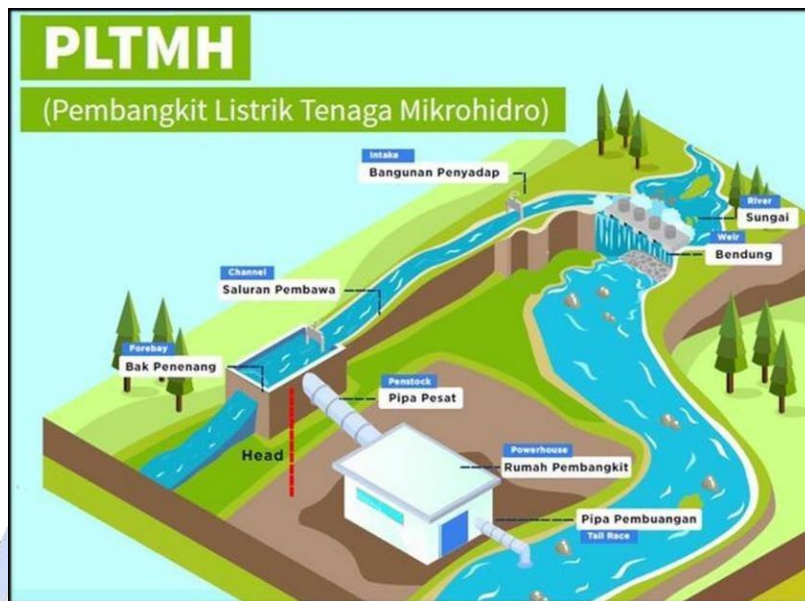 PLTMH
(Pembangkit Listrik Tenaga Mikrohidro)
Intake
Bangunan Penyadap
River
Sungai
Weir
Bendung
Channel
Saluran Pembawa
Forebay
Bak Penenang
Penstock
Pipa Pesat
Head
Powerhouse
Rumah Pembangkit
Pipa Pembuangan
Tail Race